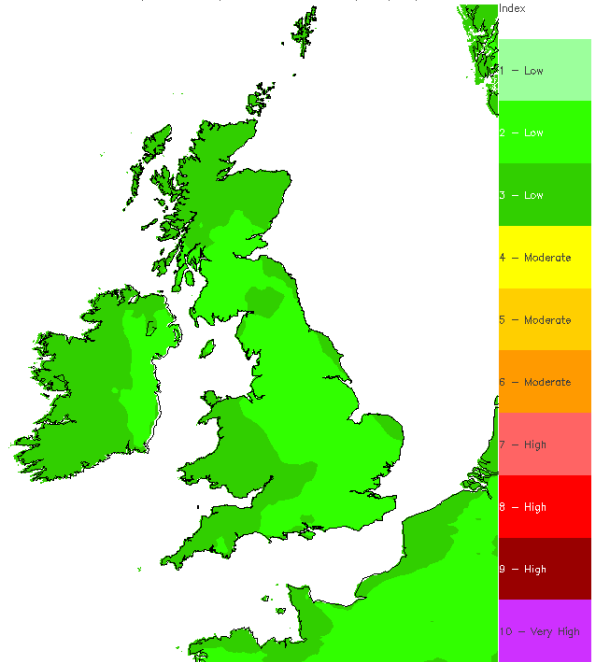 Index
1 - Low
2 - Low
3 - Low
4 - Moderate
5 - Moderate
6 - Moderate
7 - High
8 - High
9 - High
10 - Very High